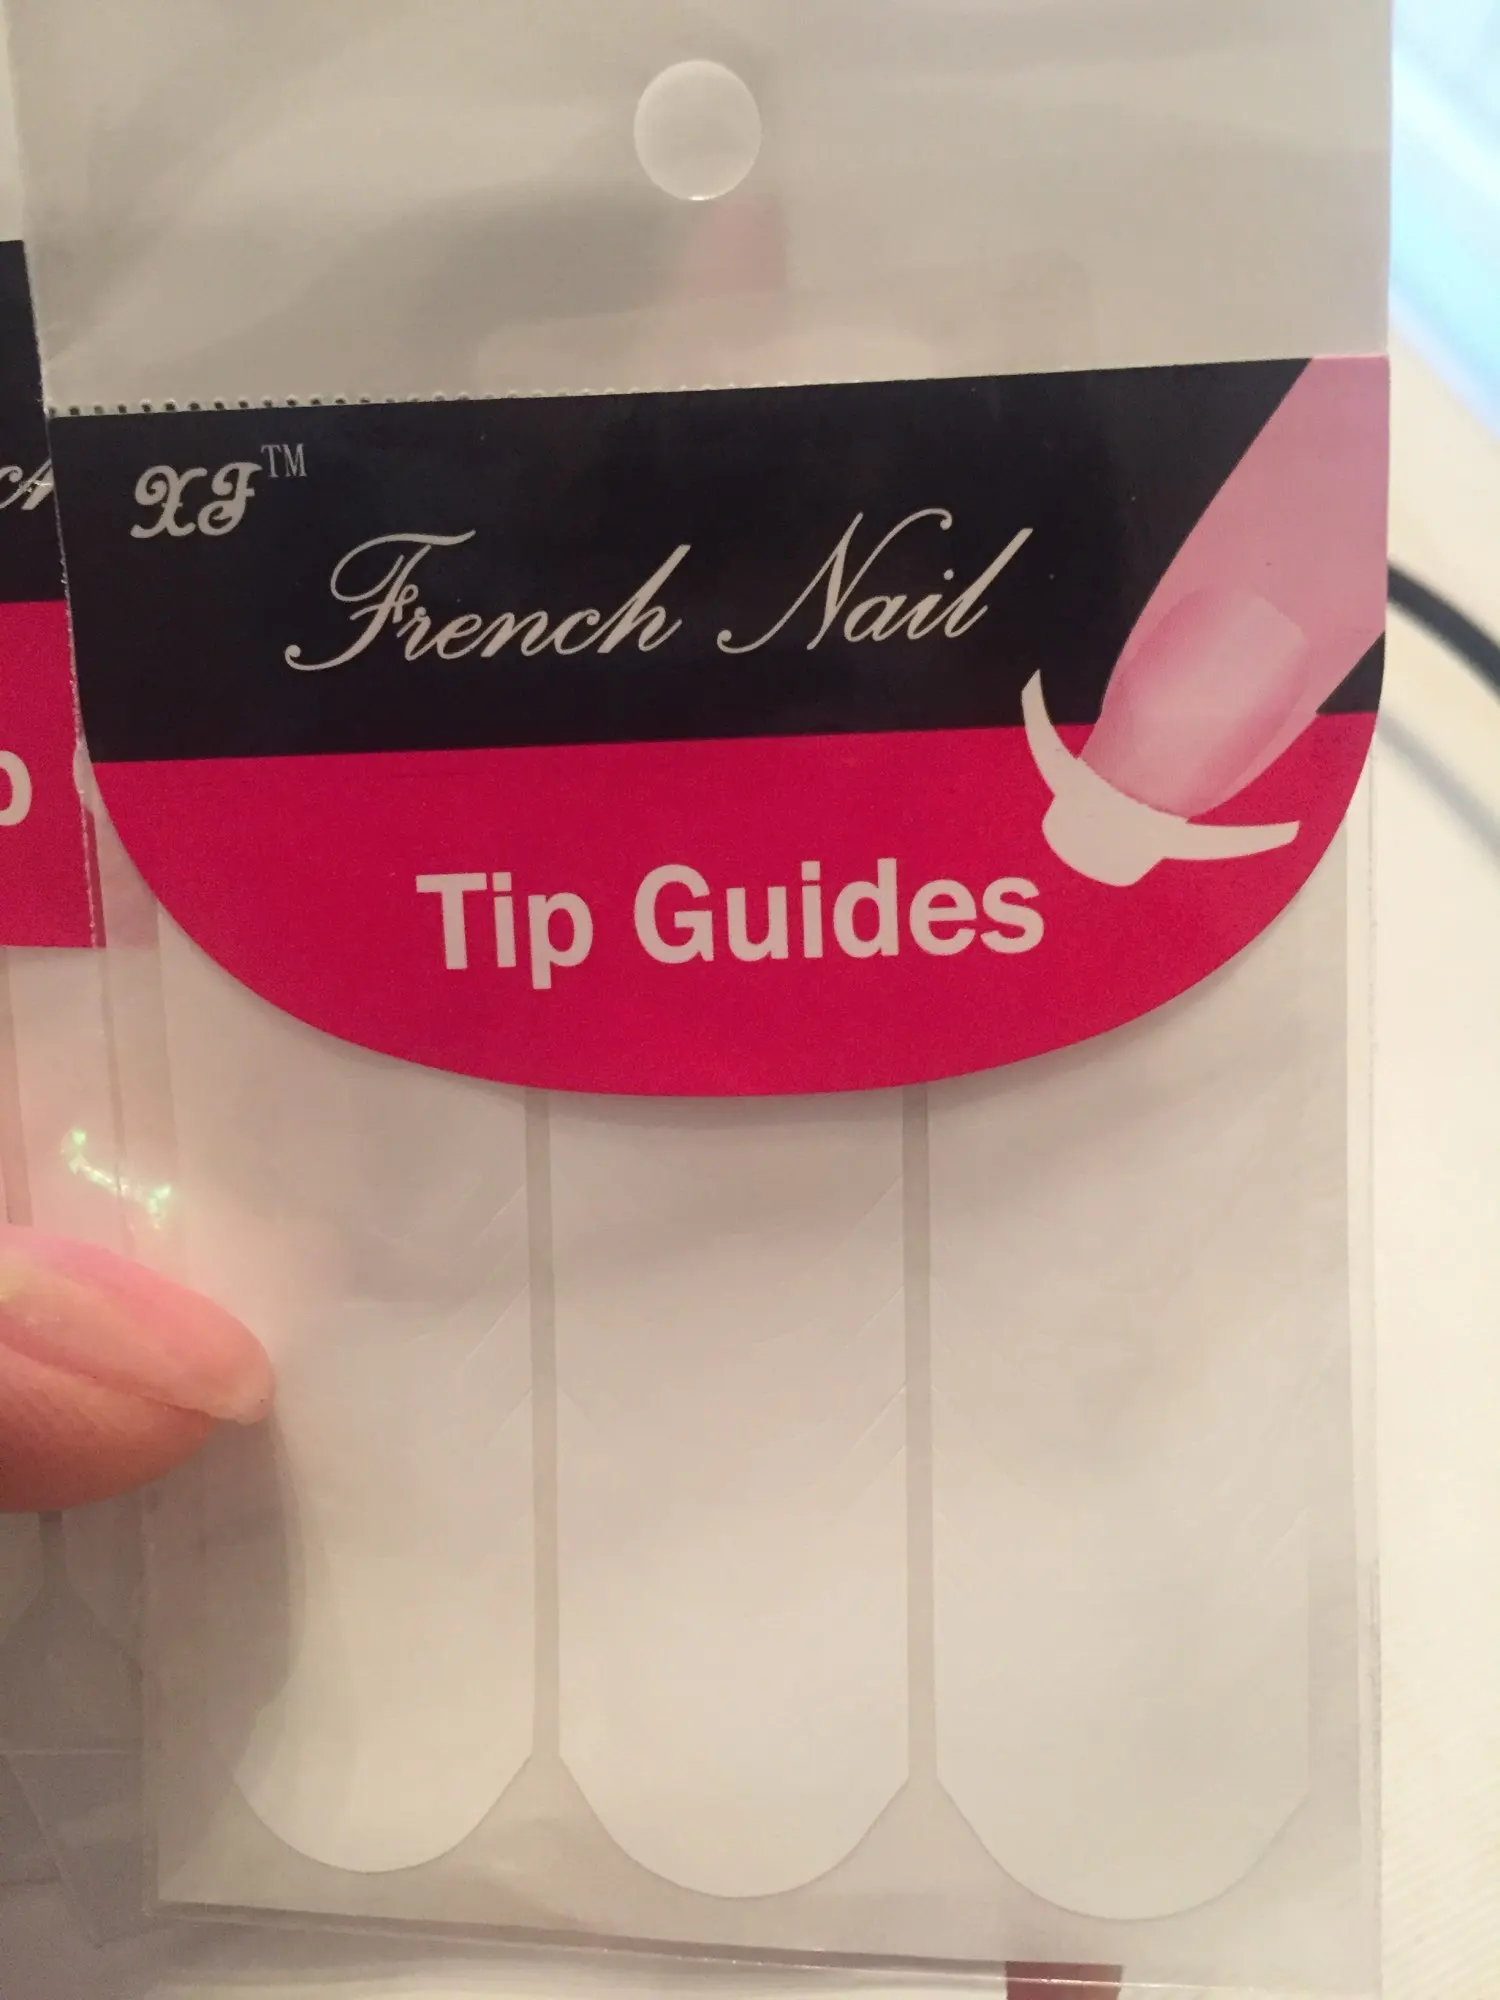 XF™
French Nail
Tip Guides